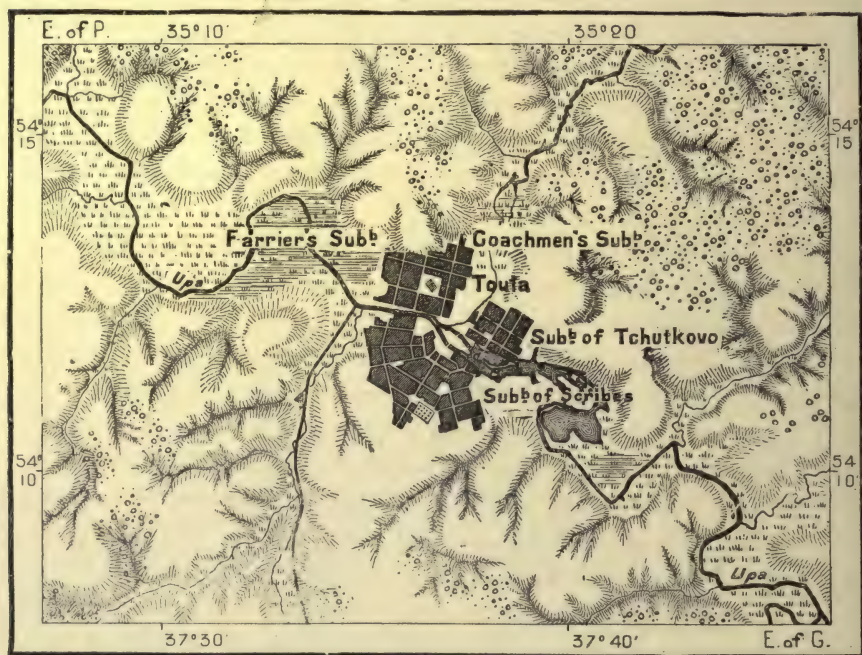 E. of P. 35°10' 35°20
54°
15
54°
15
Farrier's Subb.
Coachmen's Subb.
Upa
Toula
Subb. of Tchutkovo
Subb. of Scribes
54
10
54
10
Upa
37°30' 37°40' E. of G.